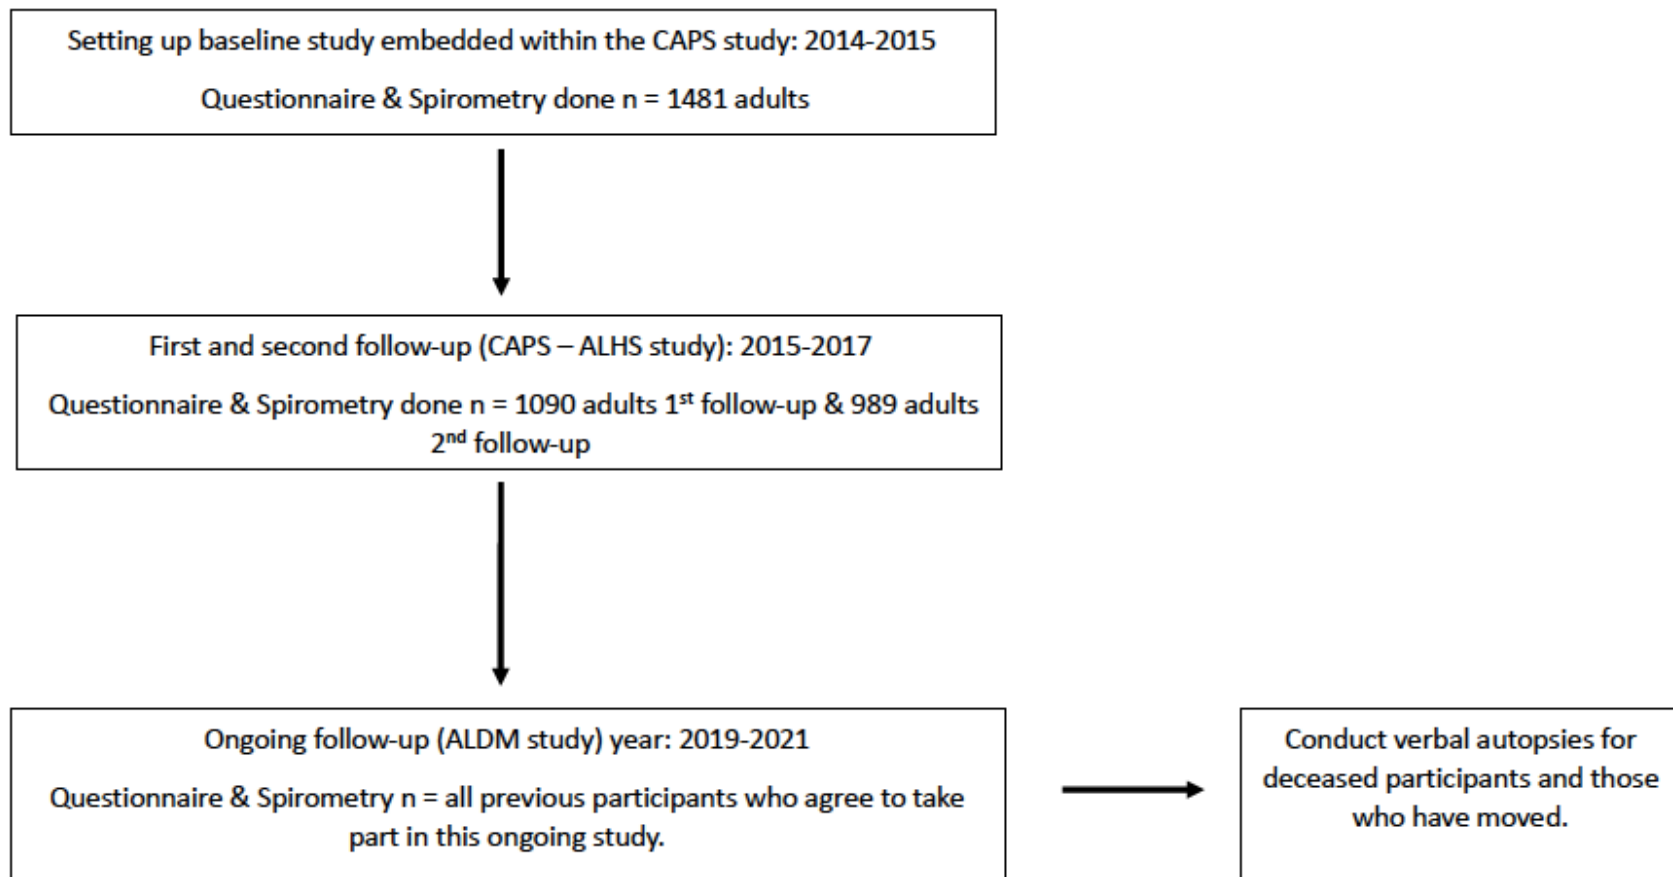 Setting up baseline study embedded within the CAPS study: 2014-2015
Questionnaire & Spirometry done n = 1481 adults
First and second follow-up (CAPS – ALHS study): 2015-2017
Questionnaire & Spirometry done n = 1090 adults 1st follow-up & 989 adults
2nd follow-up
Ongoing follow-up (ALDM study) year: 2019-2021
Questionnaire & Spirometry n = all previous participants who agree to take
part in this ongoing study.
Conduct verbal autopsies for
deceased participants and those
who have moved.